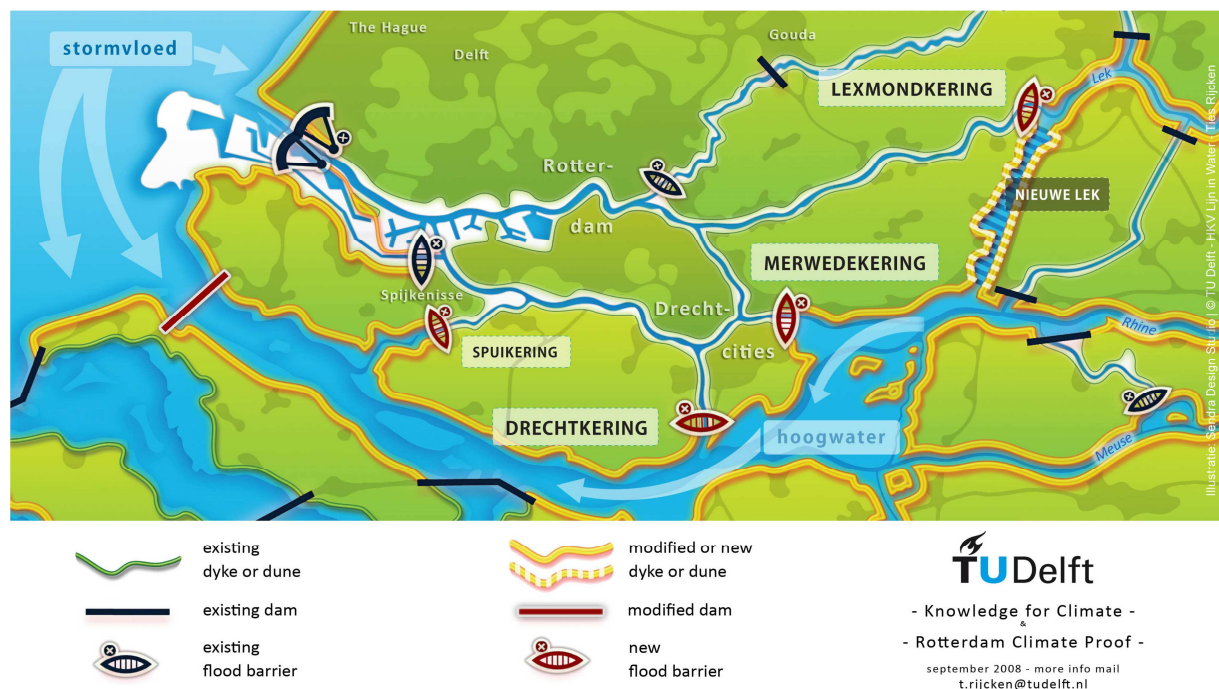 stormvloed
The Hague
Delft
Gouda
LEXMONDKERING
Lek
Rotter-
dam
NIEUWE LEK
MERWEDEKERING
Spijkenisse
Drecht-
cities
SPUIKERING
Rhine
DRECHTKERING
hoogwater
Meuse
Illustratie: Sendra Design Studio | © TU Delft - HKV Lijn in Water - Ties Rijcken
existing
dyke or dune
existing dam
existing
flood barrier
modified or new
dyke or dune
modified dam
new
flood barrier
TU Delft
- Knowledge for Climate -
&
- Rotterdam Climate Proof -
september 2008 - more info mail
t.rijcken@tudelft.nl